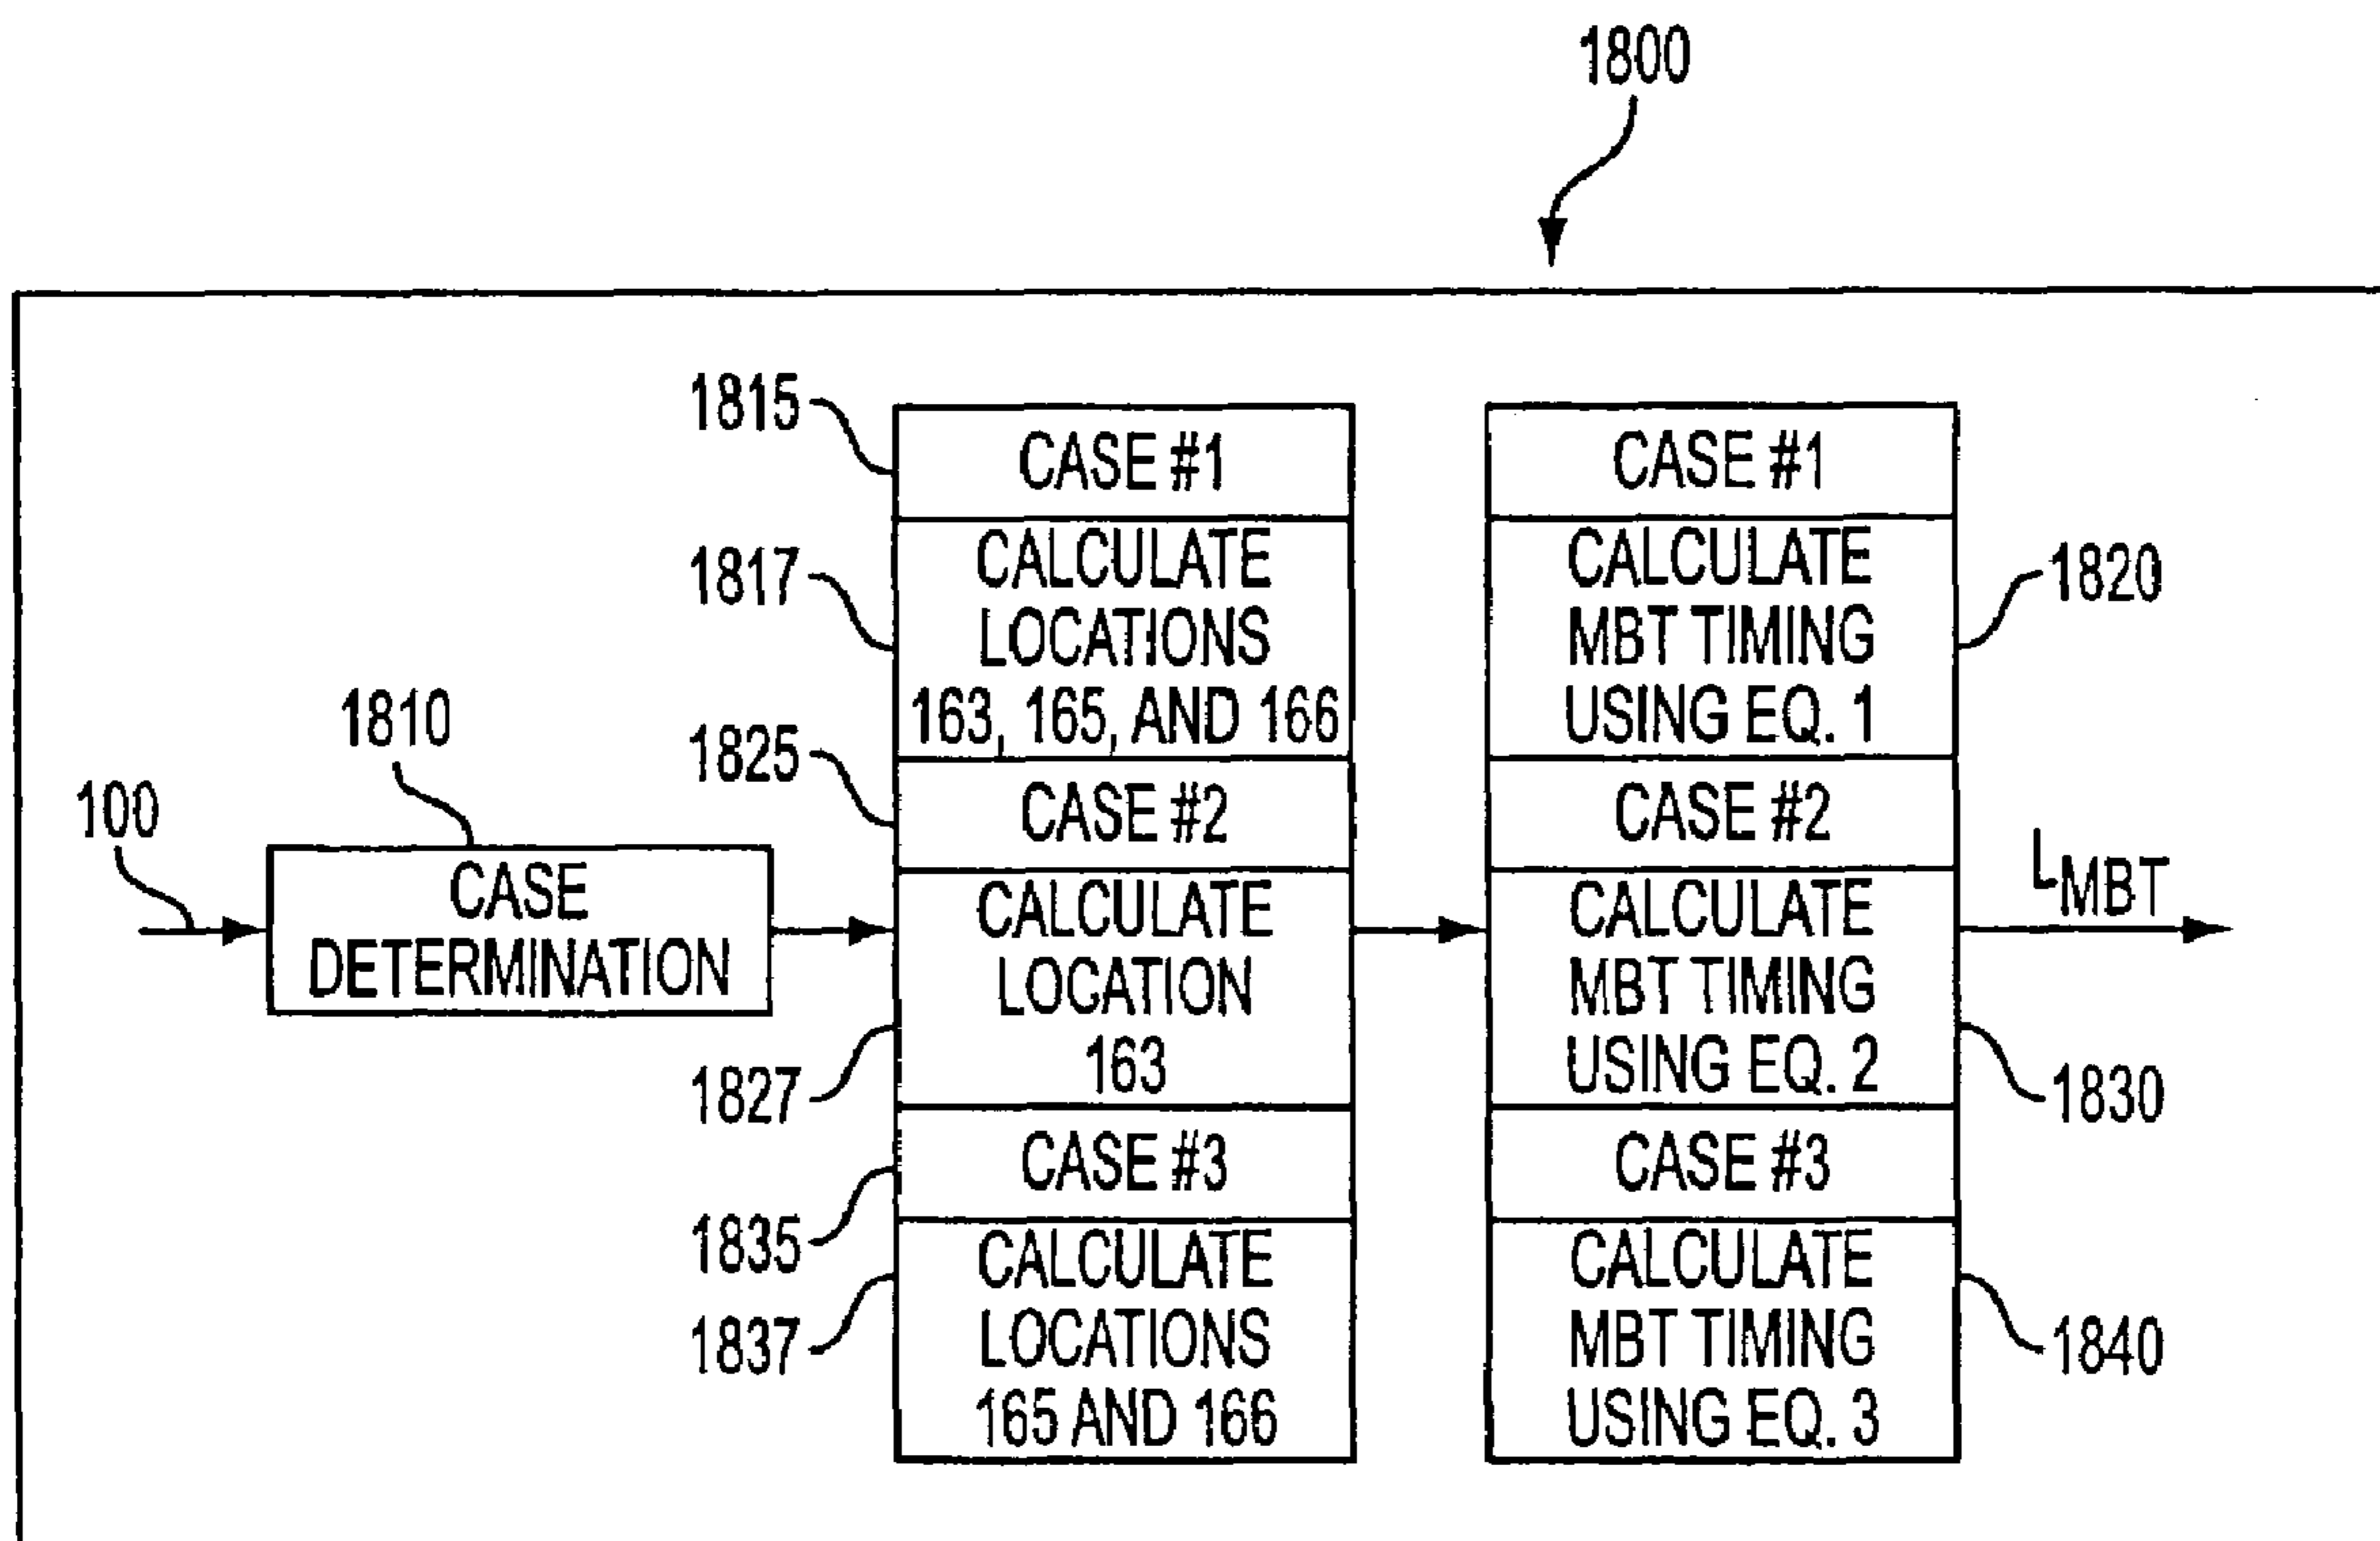 1800
1815
CASE #1
CASE #1
1817
CALCULATE
LOCATIONS
163, 165, AND 166
CALCULATE
MBT TIMING
USING EQ. 1
1820
1810
1825
CASE #2
CASE #2
100
CASE
DETERMINATION
CALCULATE
LOCATION
163
1827
CALCULATE
MBT TIMING
USING EQ. 2
LMBT
1830
CASE #3
CASE #3
1835
1837
CALCULATE
LOCATIONS
165 AND 166
CALCULATE
MBT TIMING
USING EQ. 3
1840